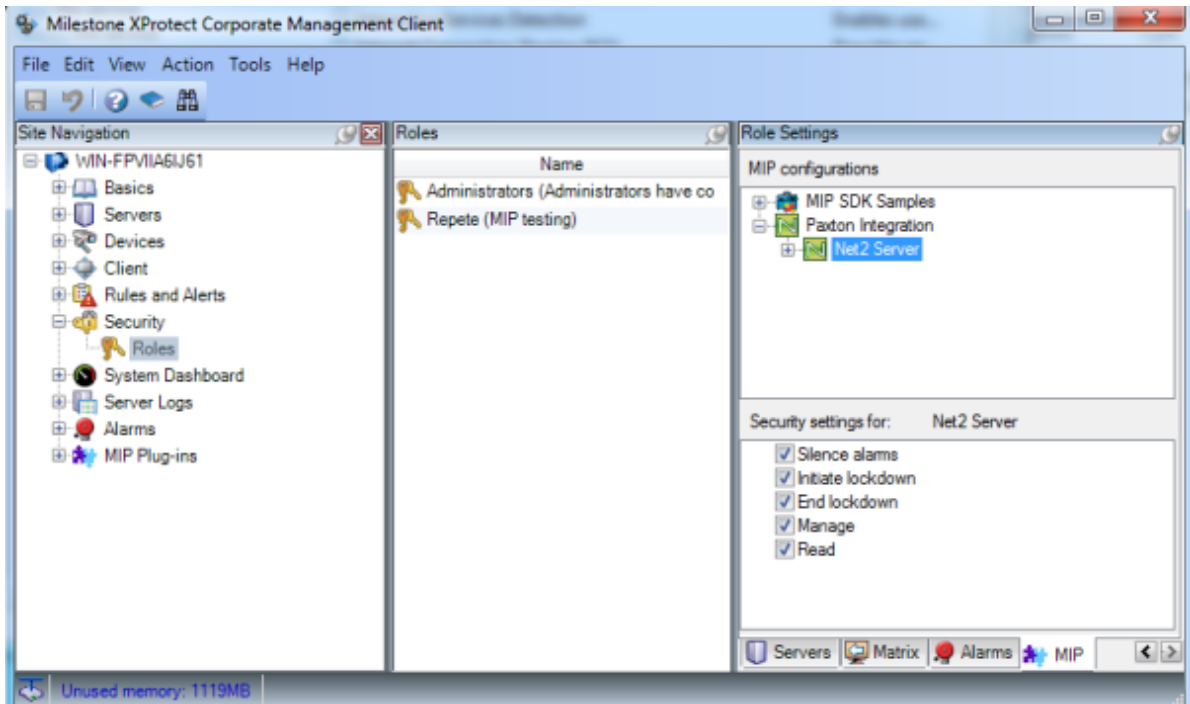 Milestone XProtect Corporate Management Client
File Edit View Action Tools Help
Site Navigation
WIN-FPVIIA6IJ61
Basics
Servers
Devices
Client
Rules and Alerts
Security
Roles
System Dashboard
Server Logs
Alarms
MIP Plug-ins
Roles
Name
Administrators (Administrators have co
Repete (MIP testing)
Role Settings
MIP configurations
MIP SDK Samples
Paxton Integration
Net2 Server
Security settings for: Net2 Server
Silence alarms
Initiate lockdown
End lockdown
Manage
Read
Servers Matrix Alarms MIP
Unused memory: 1119MB